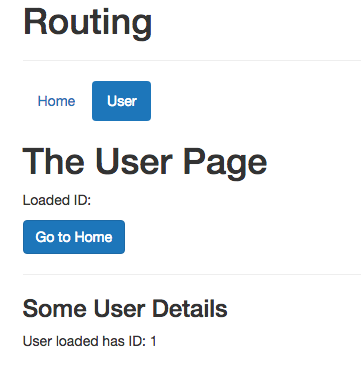 Routing
Home User
The User Page
Loaded ID:
Go to Home
Some User Details
User loaded has ID: 1